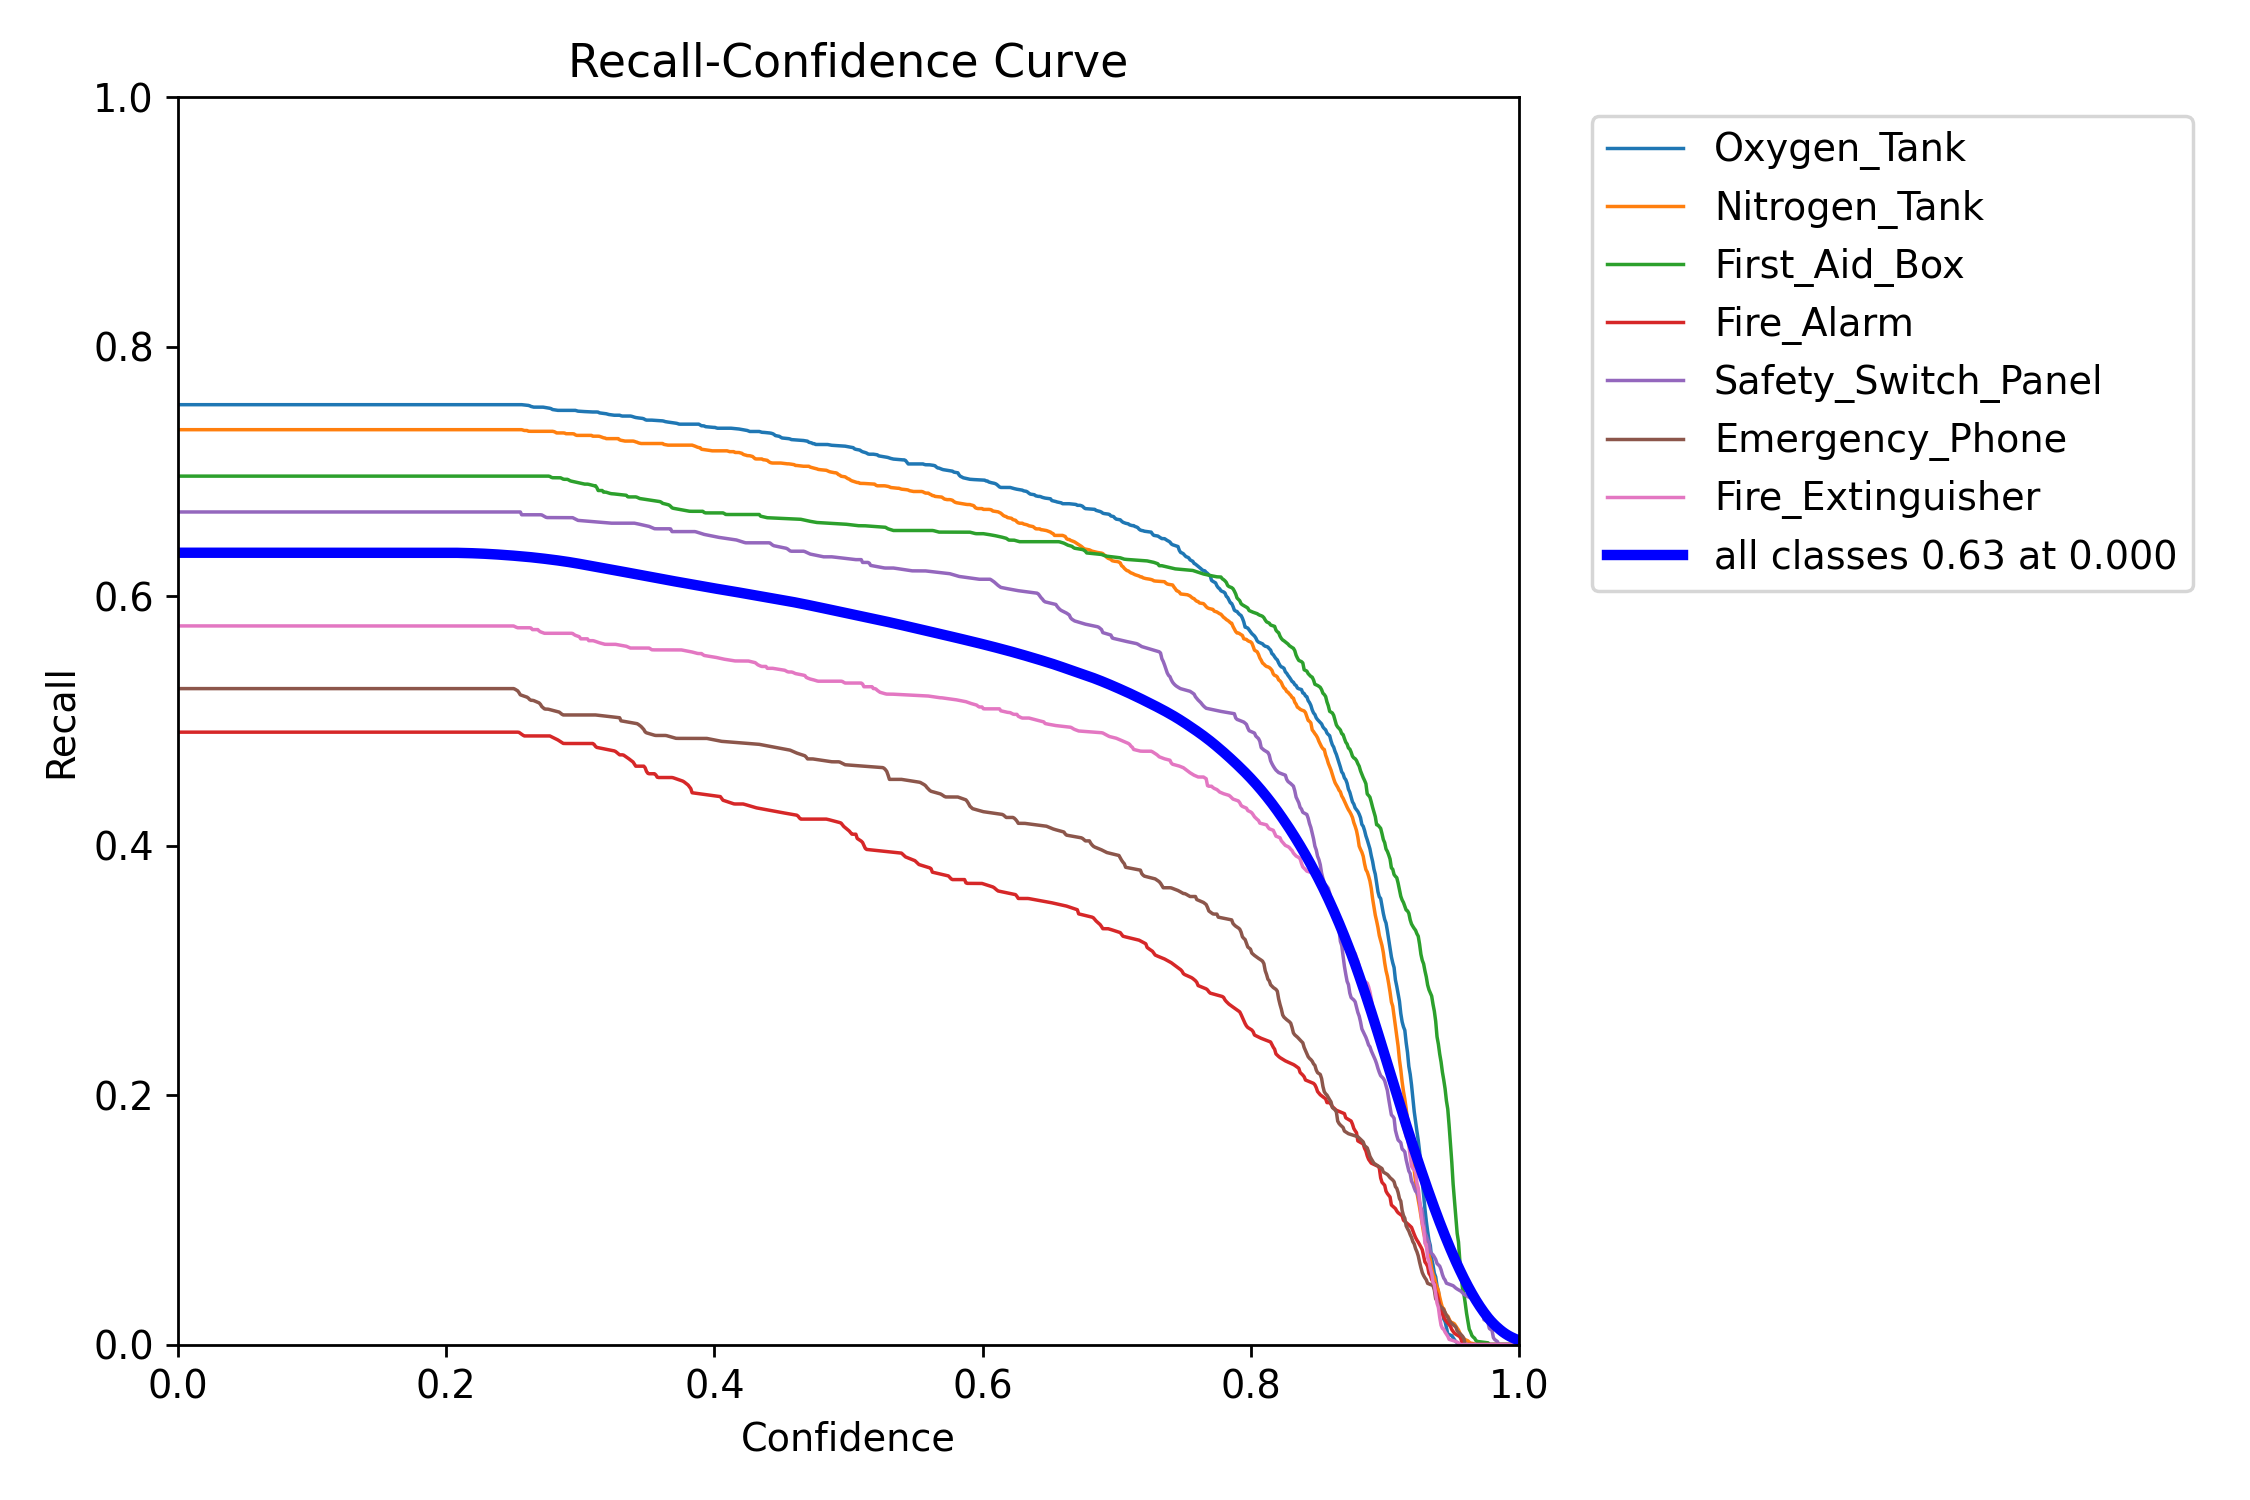 Recall-Confidence Curve
1.0
0.8
0.6
0.4
0.2
0.0
Recall
0.0 0.2 0.4 0.6 0.8 1.0
Confidence
Oxygen_Tank
Nitrogen_Tank
First_Aid_Box
Fire_Alarm
Safety_Switch_Panel
Emergency_Phone
Fire_Extinguisher
all classes 0.63 at 0.000